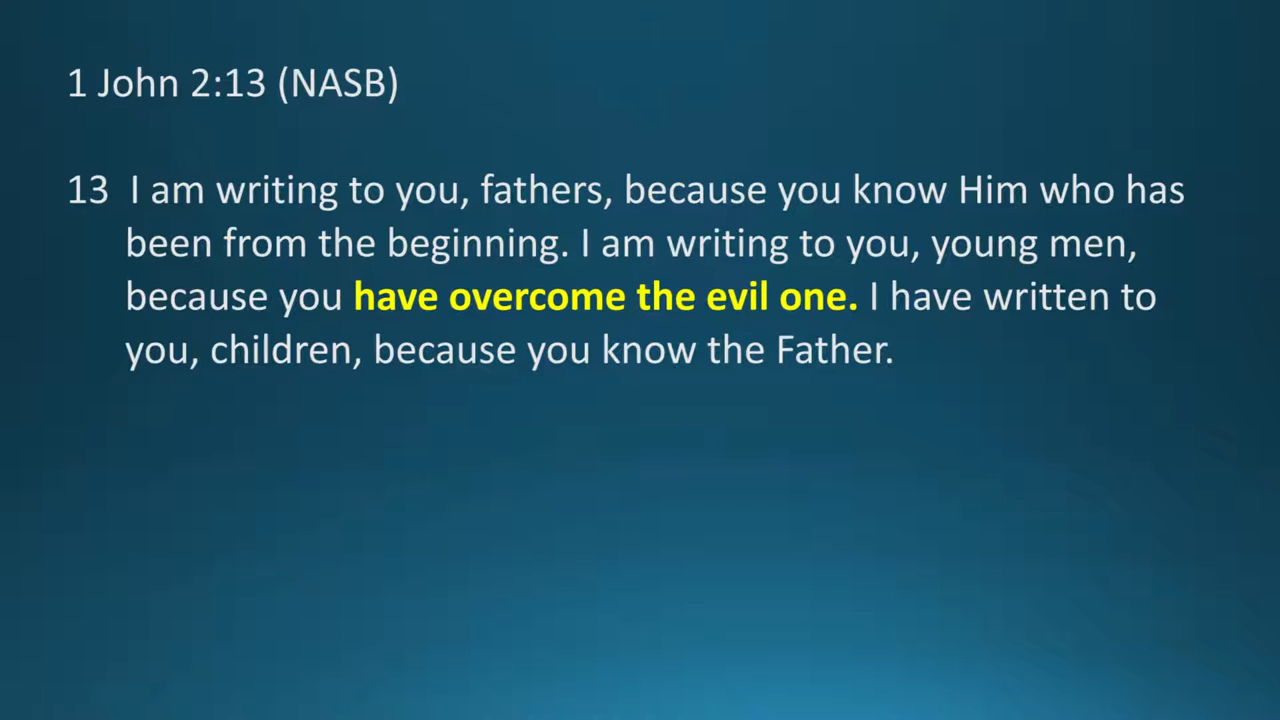 1 John 2:13 (NASB)
13 I am writing to you, fathers, because you know Him who has
been from the beginning. I am writing to you, young men,
because you have overcome the evil one. I have written to
you, children, because you know the Father.